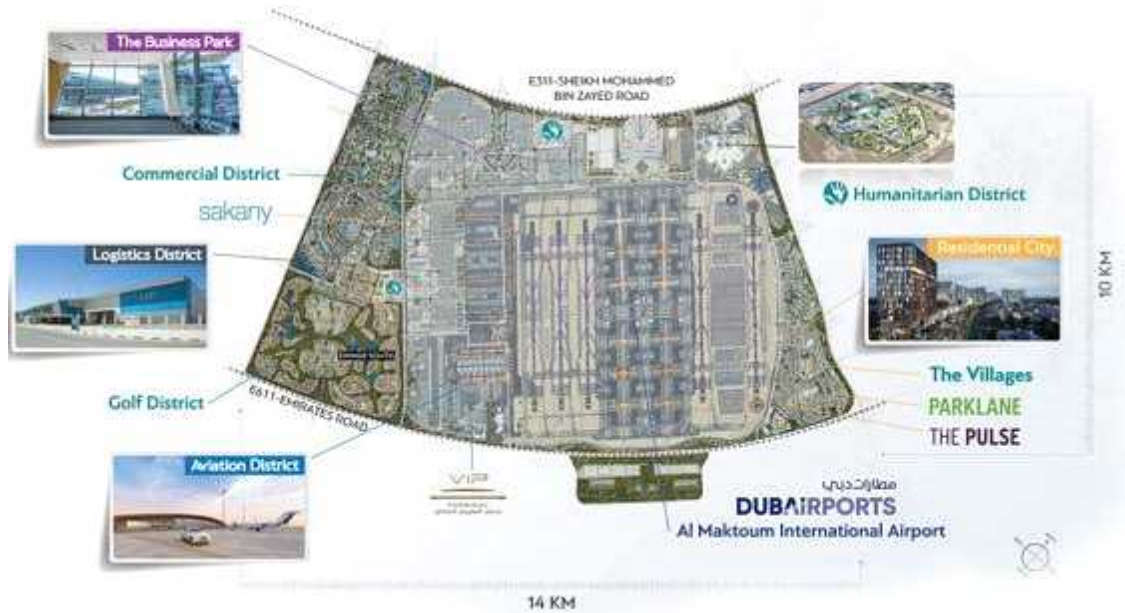 The Business Park
E311-SHEIKH MOHAMMED
BIN ZAYED ROAD
Commercial District
sakany
Humanitarian District
Logistics District
Residential City
10 KM
Golf District
E611-EMIRATES ROAD
The Villages
PARKLANE
THE PULSE
Aviation District
VIP
مطارات دبي
DUBAIRPORTS
Al Maktoum International Airport
14 KM